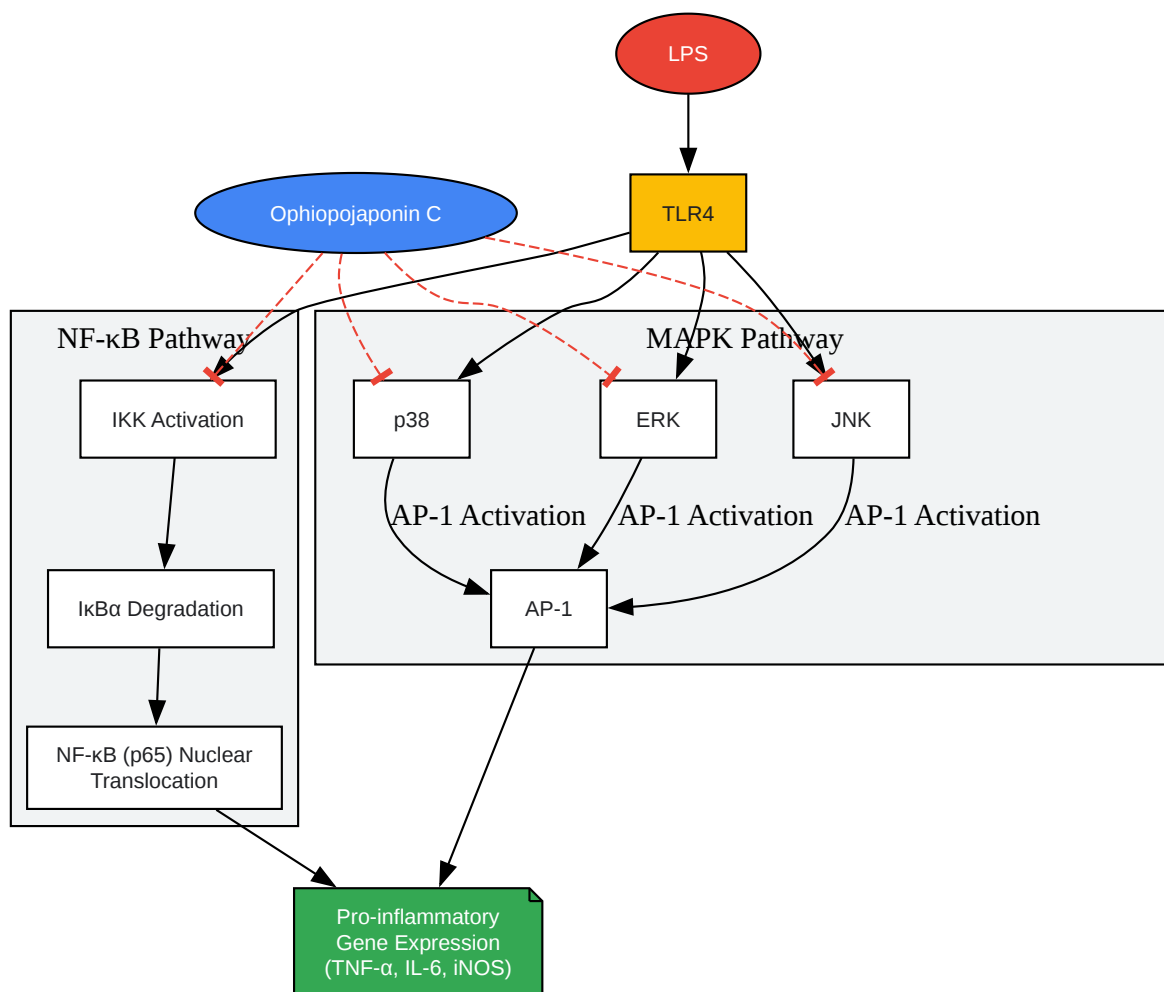 LPS
Ophiopojaponin C
TLR4
NF-κB Pathway
MAPK Pathway
IKK Activation
p38
ERK
JNK
AP-1 Activation
AP-1 Activation
AP-1 Activation
IκBα Degradation
AP-1
NF-κB (p65) Nuclear
Translocation
Pro-inflammatory
Gene Expression
(TNF-α, IL-6, iNOS)